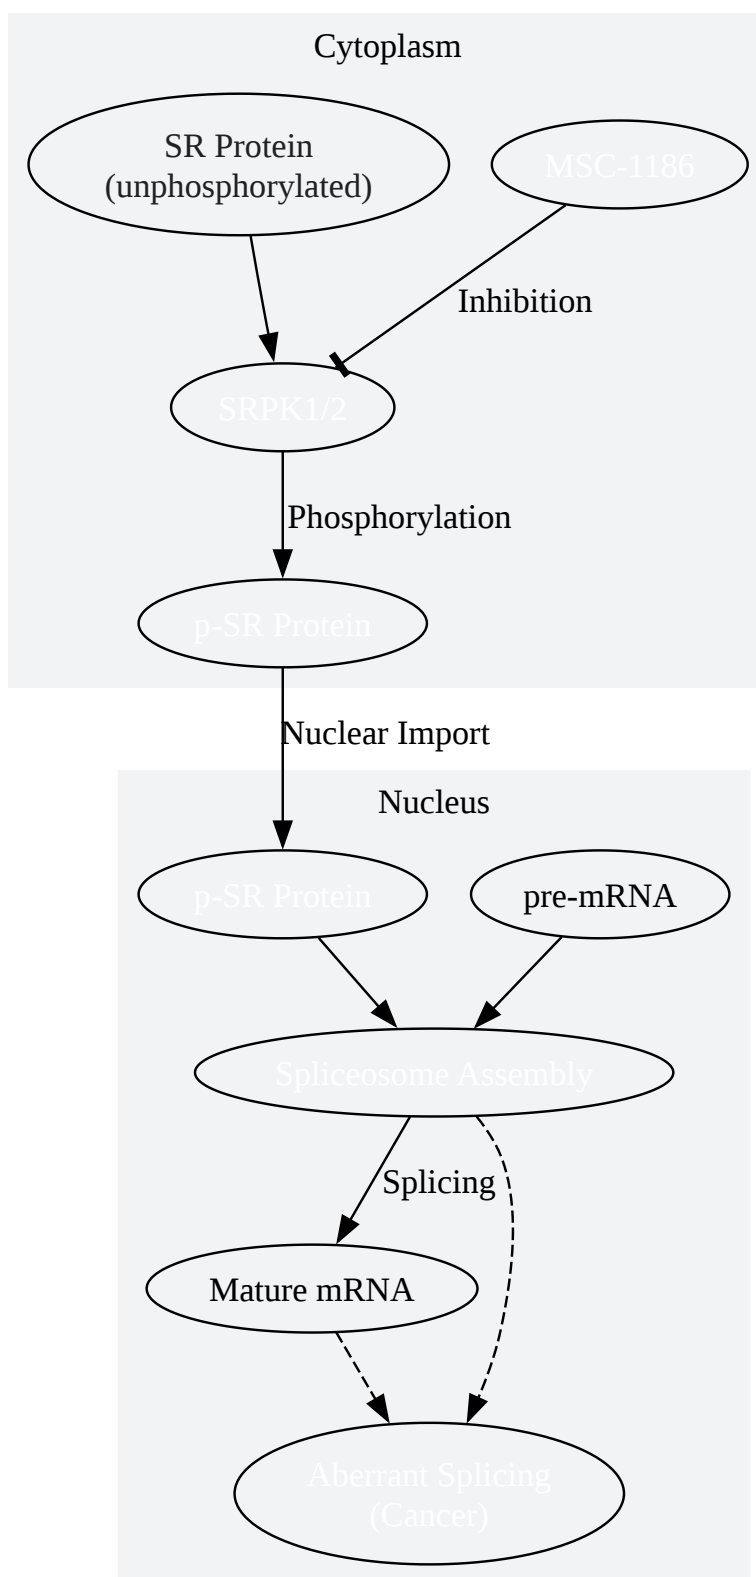 Cytoplasm
SR Protein
(unphosphorylated)
MSC-1186
Inhibition
SRPK1/2
Phosphorylation
p-SR Protein
Nuclear Import
Nucleus
p-SR Protein
pre-mRNA
Spliceosome Assembly
Splicing
Mature mRNA
Aberrant Splicing
(Cancer)